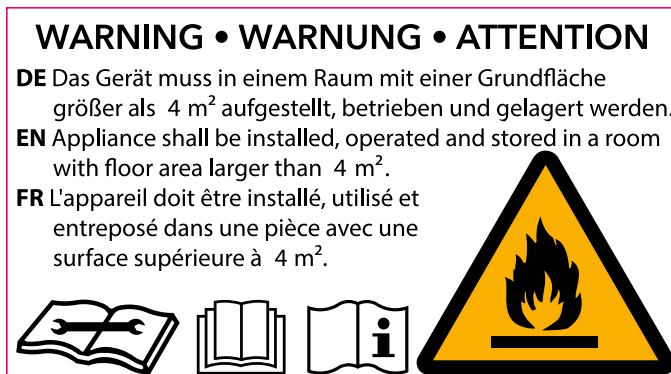 WARNING • WARNUNG • ATTENTION
DE Das Gerät muss in einem Raum mit einer Grundfläche
größer als 4 m² aufgestellt, betrieben und gelagert werden.
EN Appliance shall be installed, operated and stored in a room
with floor area larger than 4 m².
FR L'appareil doit être installé, utilisé et
entreposé dans une pièce avec une
surface supérieure à 4 m².
i